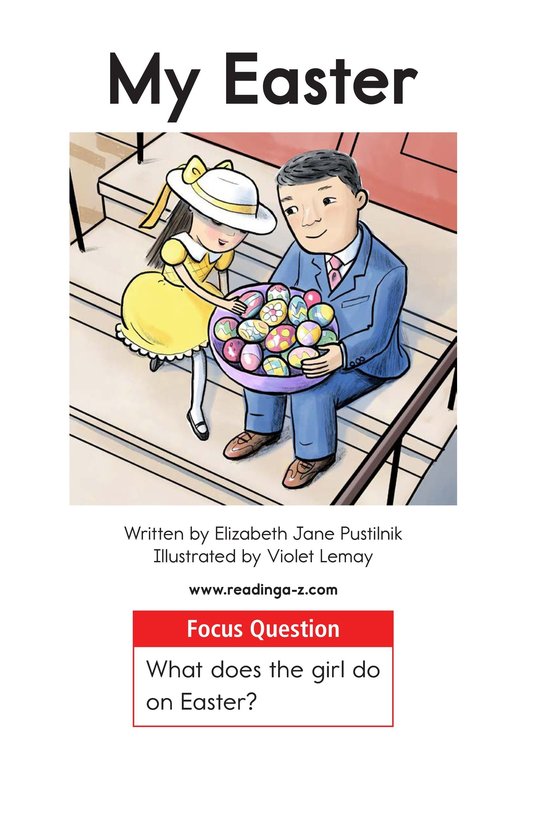 My Easter
Written by Elizabeth Jane Pustilnik
Illustrated by Violet Lemay
www.readinga-z.com
Focus Question
What does the girl do
on Easter?